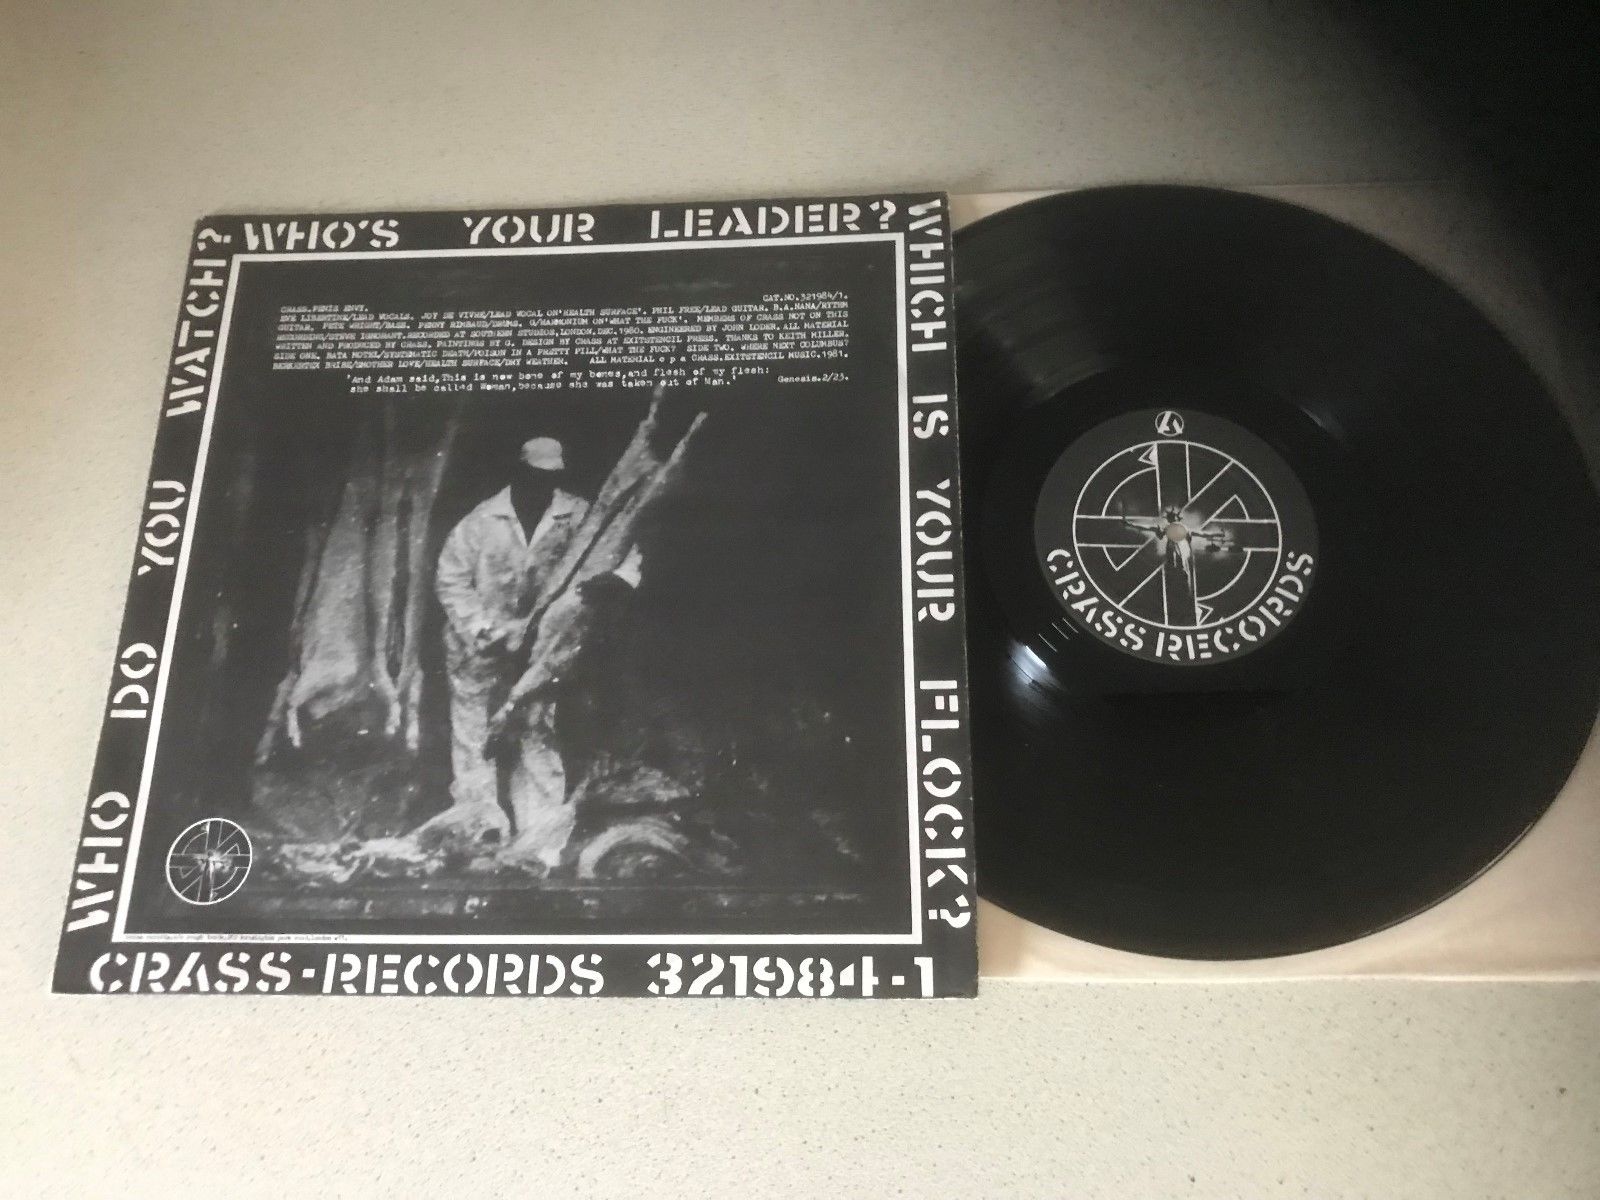 WHO'S YOUR LEADER?
WHICH IS YOUR FLOCK?
WHO DO YOU WATCH?
CAT.NO.321984/1.
CRASS.PENIS ENVY.
EVE LIBERTINE/LEAD VOCALS. JOY DE VIVRE/LEAD VOCAL ON'HEALTH SURFACE'. PHIL FREE/LEAD GUITAR. B.A.NANA/RYTHM
GUITAR. PETE WRIGHT/BASS. PENNY RIMBAUD/DRUMS. G/HARMONIUM ON'WHAT THE FUCK'. MEMBERS OF CRASS NOT ON THIS
RECORDING/STEVE IGNORANT.RECORDED AT SOUTHERN STUDIOS,LONDON,DEC.1980. ENGINEERED BY JOHN LODER.ALL MATERIAL
WRITTEN AND PRODUCED BY CRASS. PAINTINGS BY G. DESIGN BY CRASS AT EXITSTENCIL PRESS. THANKS TO KEITH MILLER.
SIDE ONE. BATA MOTEL/SYSTEMATIC DEATH/POISON IN A PRETTY PILL/WHAT THE FUCK? SIDE TWO. WHERE NEXT COLUMBUS?
BERKERTEX BRIBE/SMOTHER LOVE/HEALTH SURFACE/DRY WEATHER. ALL MATERIAL © p a CRASS.EXITSTENCIL MUSIC.1981.
'And Adam said,This is now bone of my bones,and flesh of my flesh:
she shall be called Woman,because she was taken out of Man.' Genesis.2/23.
CRASS-RECORDS 321984-1
CRASS RECORDS